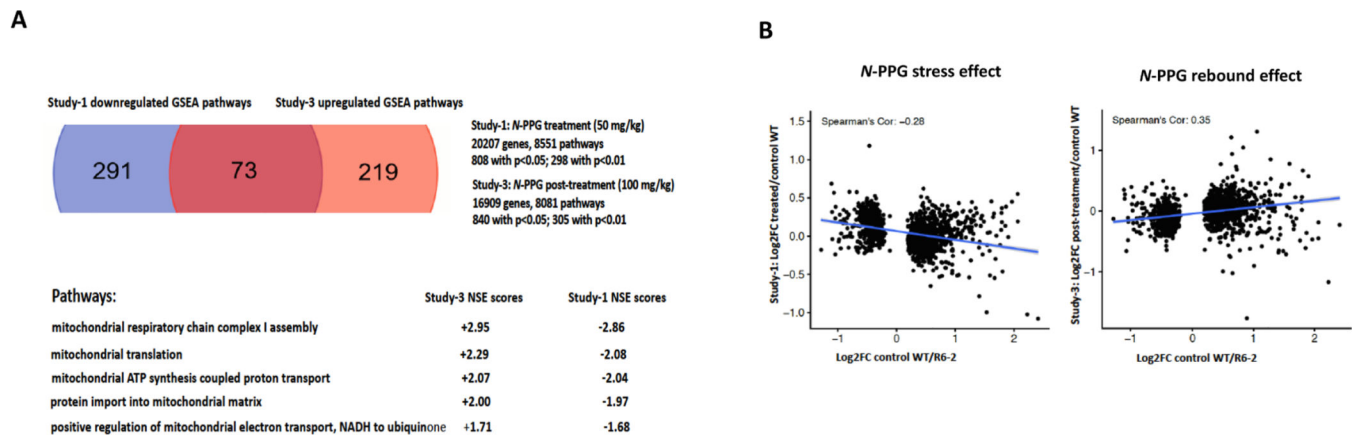 A
Study-1 downregulated GSEA pathways
Study-3 upregulated GSEA pathways
291
73
219
Study-1: N-PPG treatment (50 mg/kg)
20207 genes, 8551 pathways
808 with p<0.05; 298 with p<0.01
Study-3: N-PPG post-treatment (100 mg/kg)
16909 genes, 8081 pathways
840 with p<0.05; 305 with p<0.01
Pathways: Study-3 NSE scores Study-1 NSE scores
mitochondrial respiratory chain complex I assembly +2.95 -2.86
mitochondrial translation +2.29 -2.08
mitochondrial ATP synthesis coupled proton transport +2.07 -2.04
protein import into mitochondrial matrix +2.00 -1.97
positive regulation of mitochondrial electron transport, NADH to ubiquinone +1.71 -1.68
B
N-PPG stress effect
Study-1: Log2FC treated/control WT
1.5
1.0
0.5
0.0
−0.5
−1.0
Spearman's Cor: −0.28
−1 0 1 2
Log2FC control WT/R6-2
N-PPG rebound effect
Study-3: Log2FC post-treatment/control WT
1
0
−1
Spearman's Cor: 0.35
−1 0 1 2
Log2FC control WT/R6-2